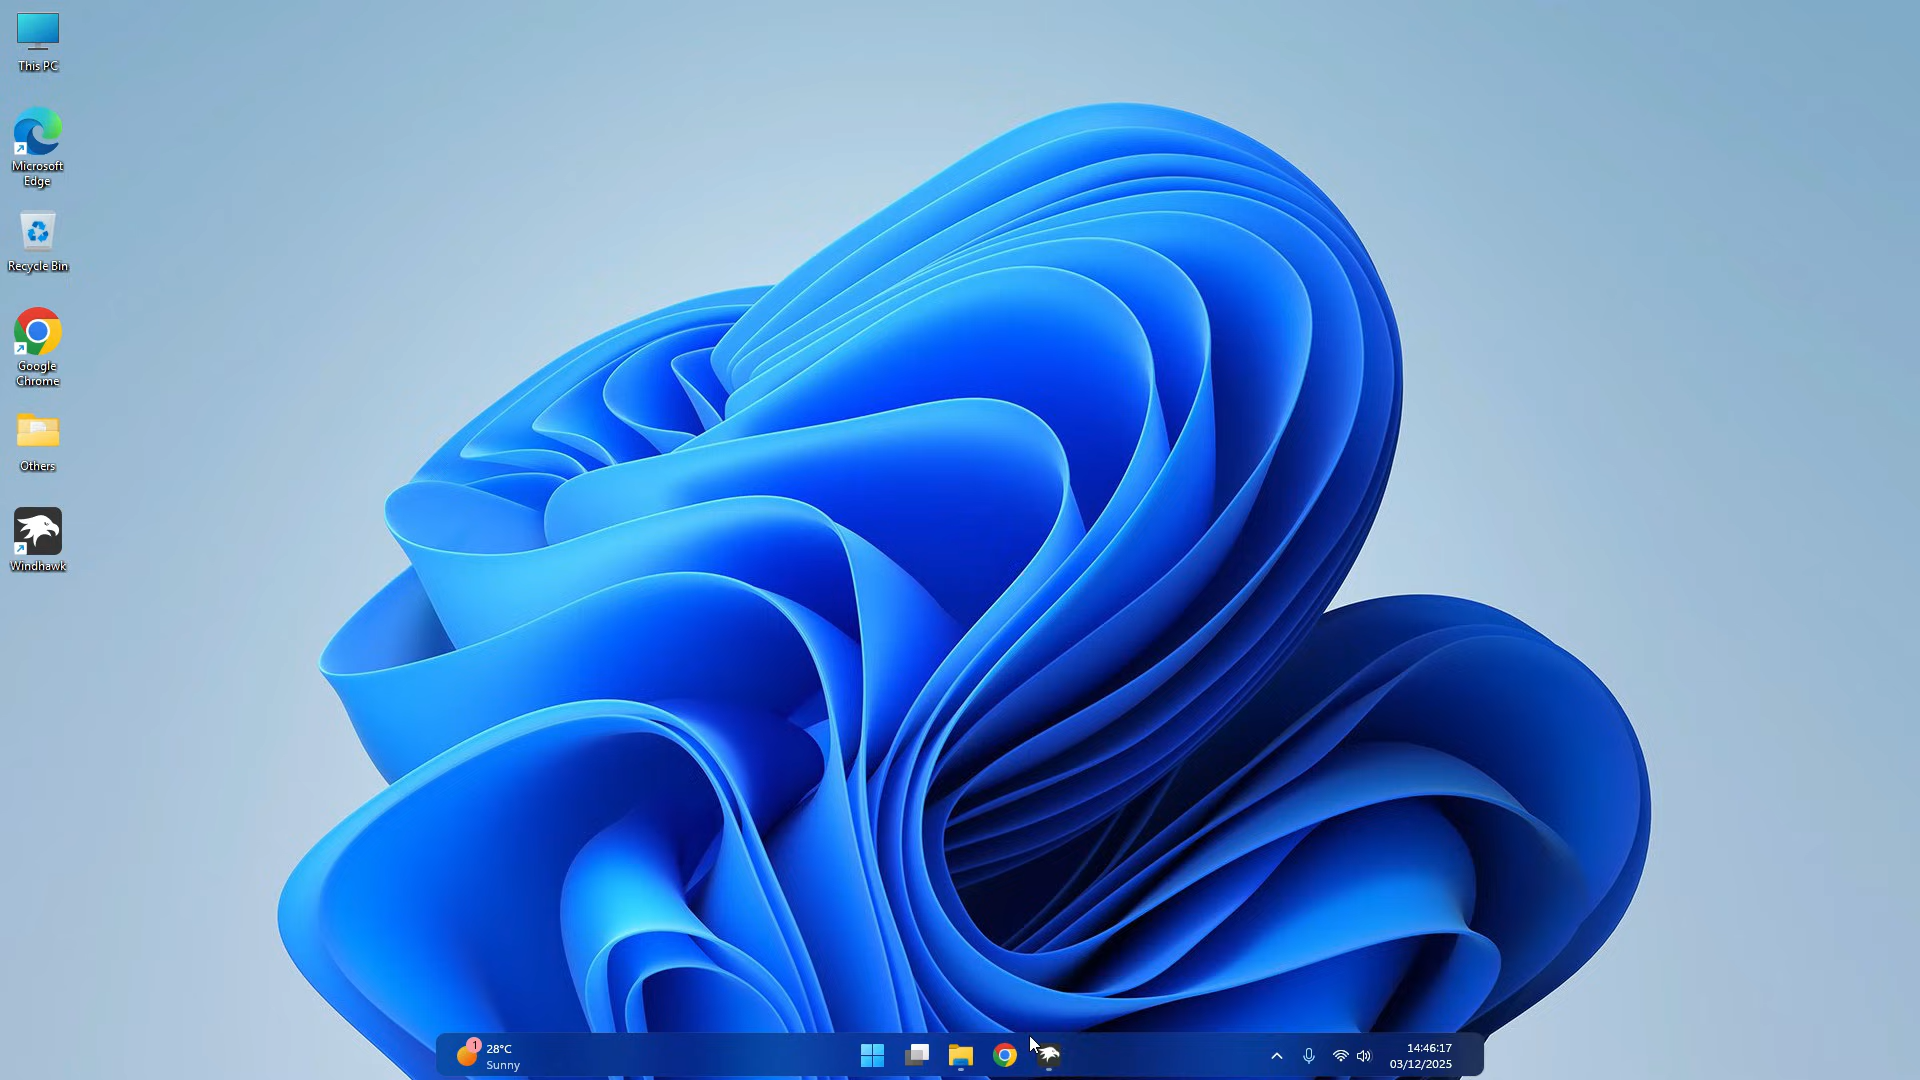 This PC
Microsoft
Edge
Recycle Bin
Google
Chrome
Others
Windhawk
1
28°C
Sunny
14:46:17
03/12/2025